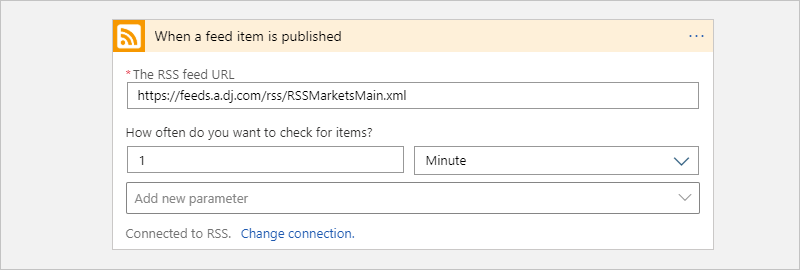 When a feed item is published
* The RSS feed URL
https://feeds.a.dj.com/rss/RSSMarketsMain.xml
How often do you want to check for items?
1 Minute
Add new parameter
Connected to RSS. Change connection.